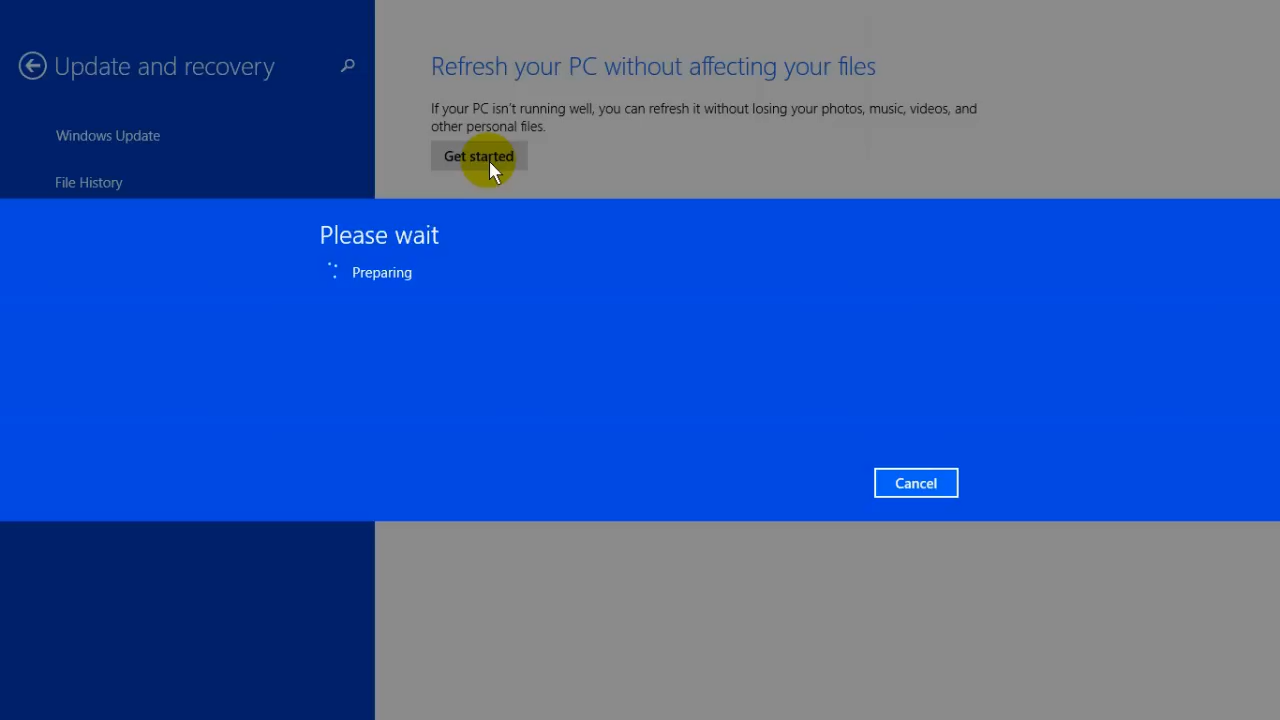 Update and recovery
Windows Update
File History
Refresh your PC without affecting your files
If your PC isn't running well, you can refresh it without losing your photos, music, videos, and
other personal files.
Get started
Please wait
Preparing
Cancel